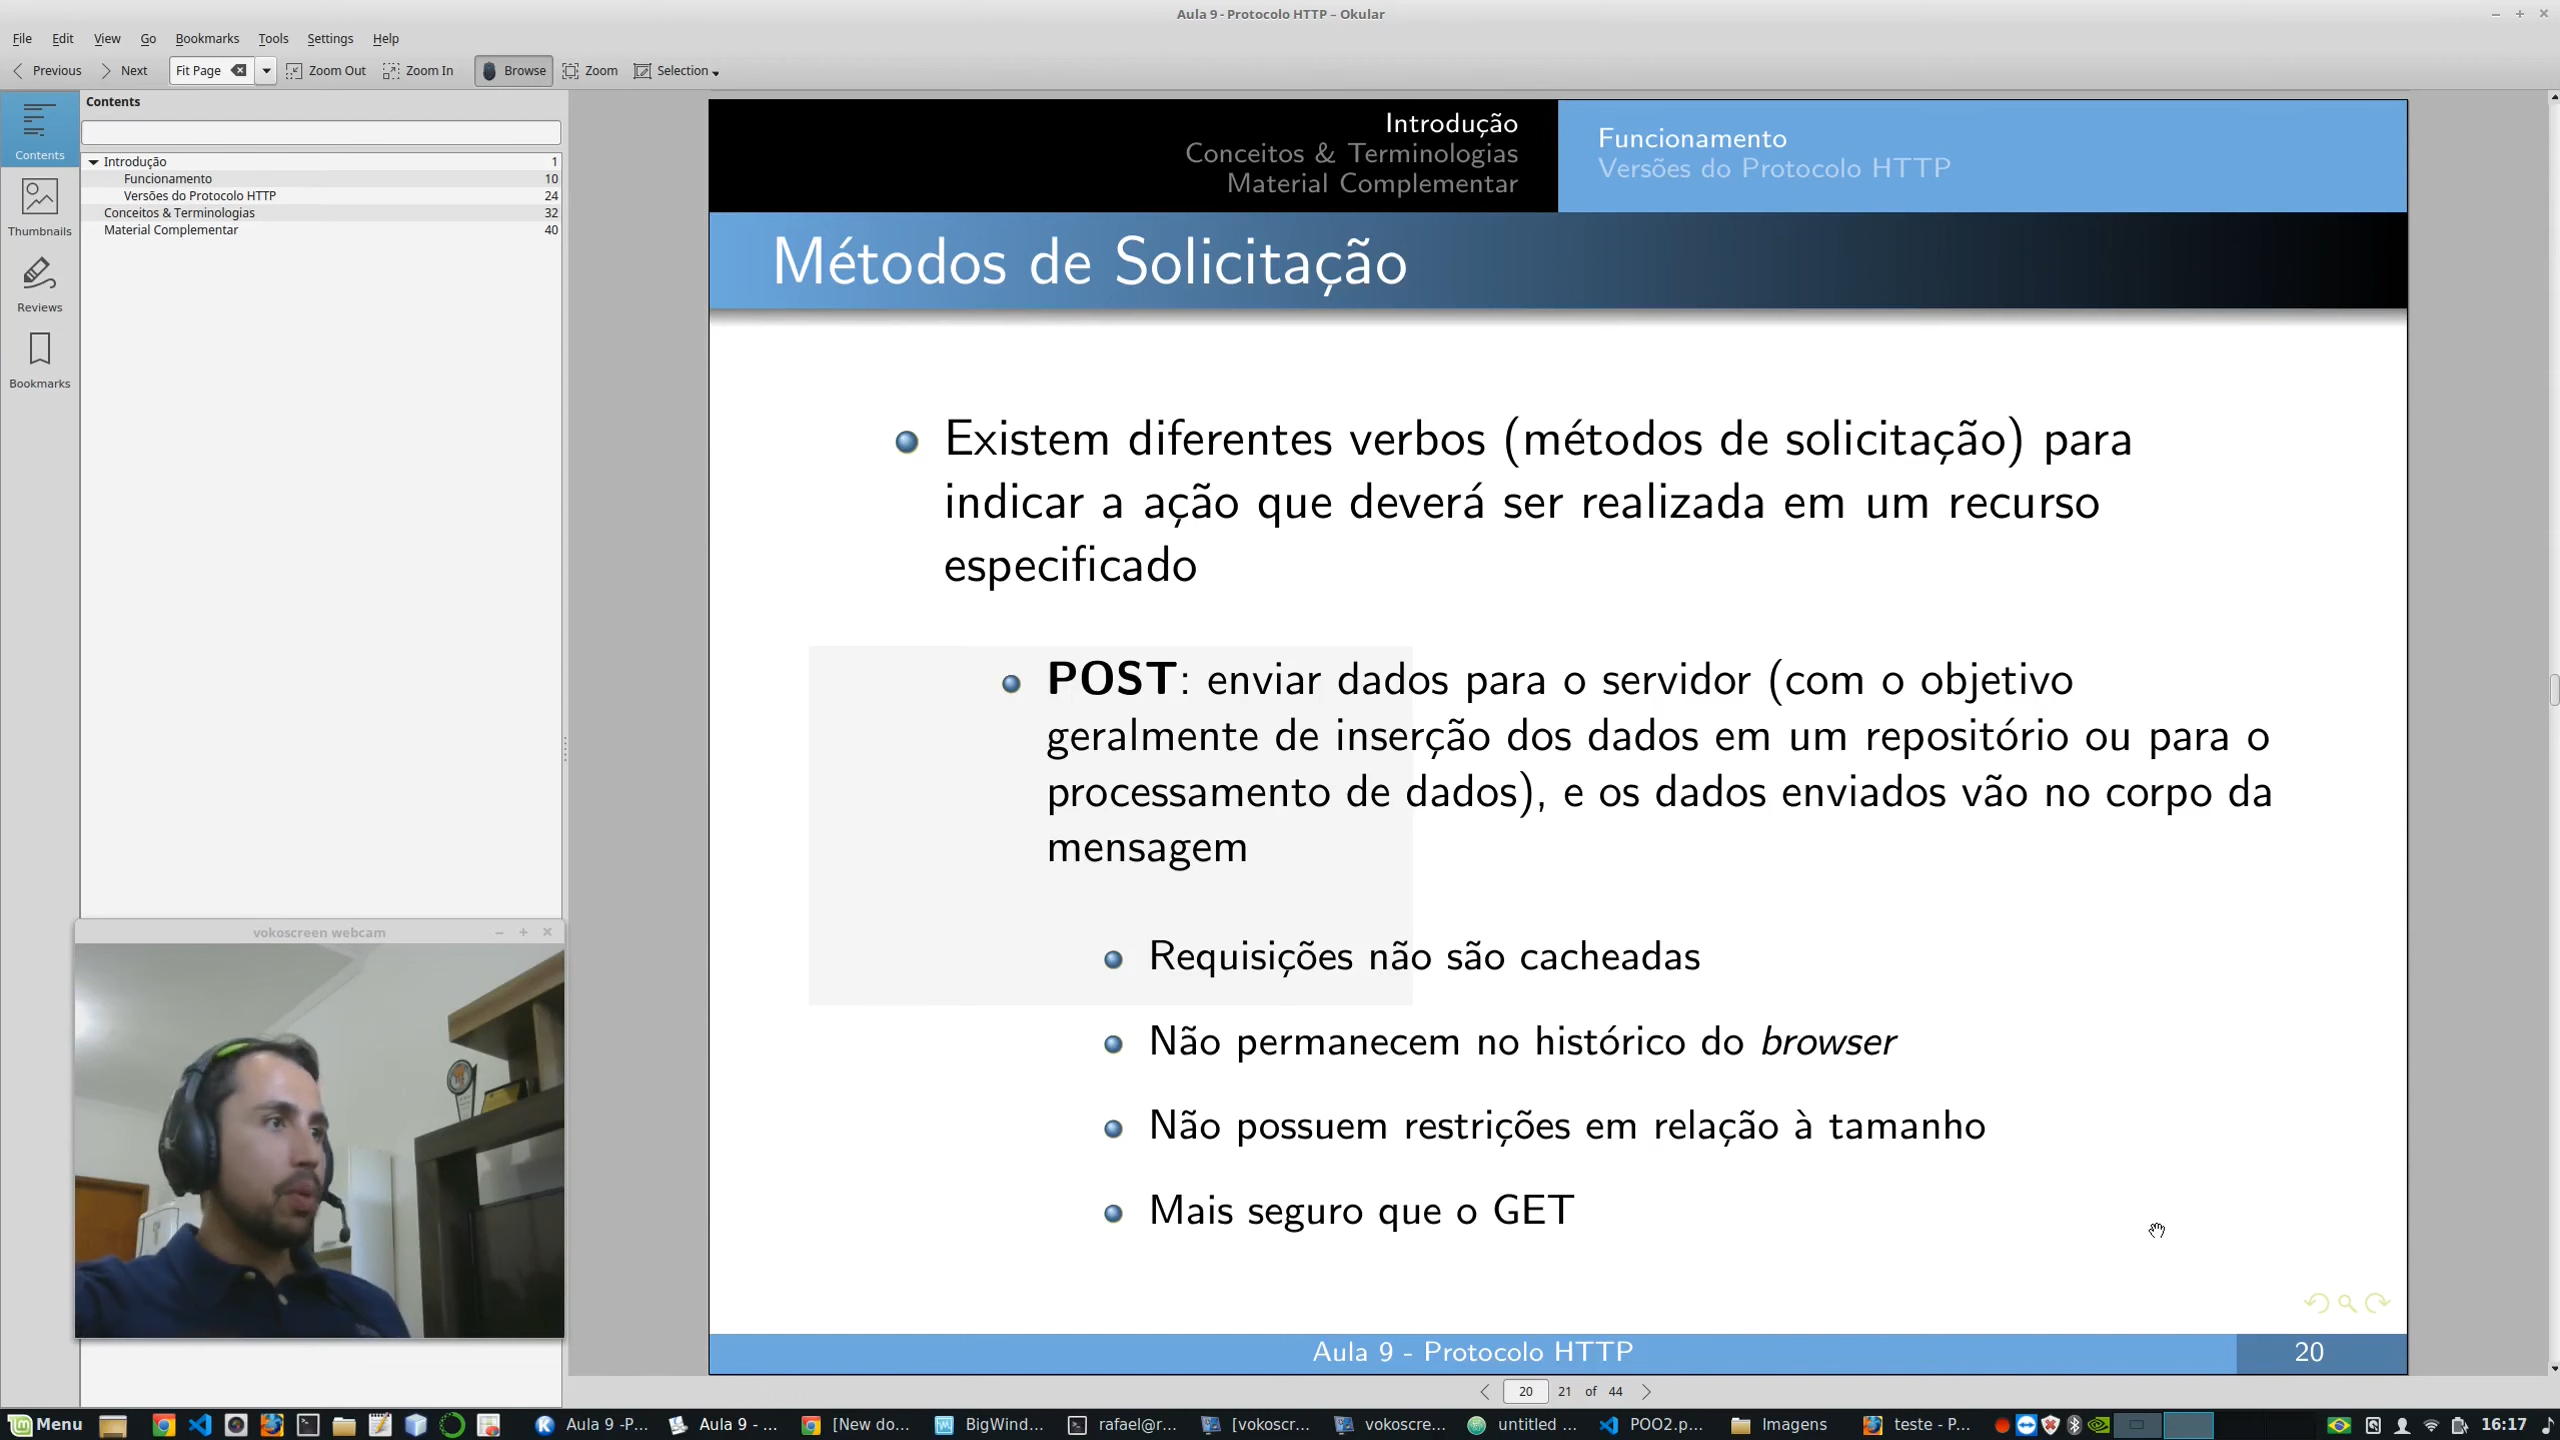 Aula 9 - Protocolo HTTP – Okular
File Edit View Go Bookmarks Tools Settings Help
Previous Next Fit Page Zoom Out Zoom In Browse Zoom Selection
Contents
Introdução 1
Funcionamento 10
Versões do Protocolo HTTP 24
Conceitos & Terminologias 32
Material Complementar 40
Contents
Thumbnails
Reviews
Bookmarks
Introdução
Conceitos & Terminologias
Material Complementar
Funcionamento
Versões do Protocolo HTTP
Métodos de Solicitação
Existem diferentes verbos (métodos de solicitação) para
indicar a ação que deverá ser realizada em um recurso
especificado
POST: enviar dados para o servidor (com o objetivo
geralmente de inserção dos dados em um repositório ou para o
processamento de dados), e os dados enviados vão no corpo da
mensagem
Requisições não são cacheadas
Não permanecem no histórico do browser
Não possuem restrições em relação à tamanho
Mais seguro que o GET
Aula 9 - Protocolo HTTP 20
vokoscreen webcam
20 21 of 44
Menu Aula 9 -P... Aula 9 - ... [New do... BigWind... rafael@r... [vokoscr... vokoscre... untitled ... POO2.p... Imagens teste - P... 16:17